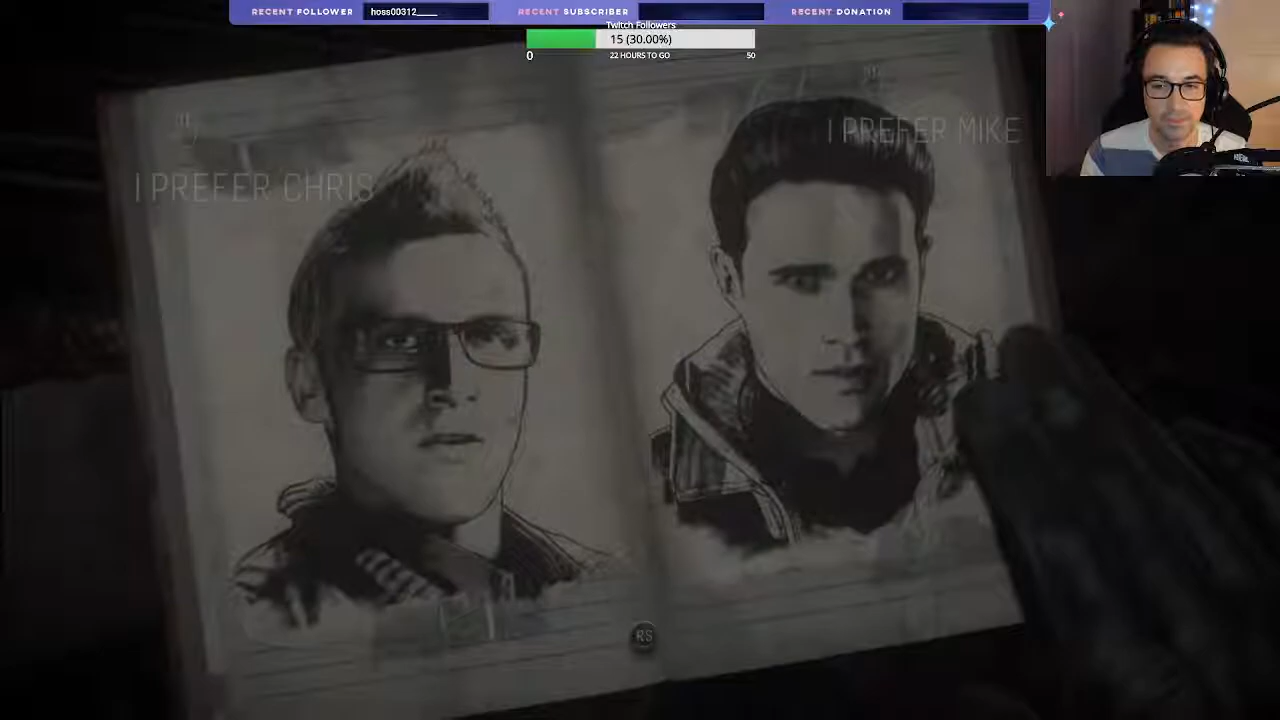 RECENT FOLLOWER hoss00312_____ RECENT SUBSCRIBER RECENT DONATION
Twitch Followers
15 (30.00%)
0 22 HOURS TO GO 50
I PREFER MIKE
I PREFER CHRIS
RS